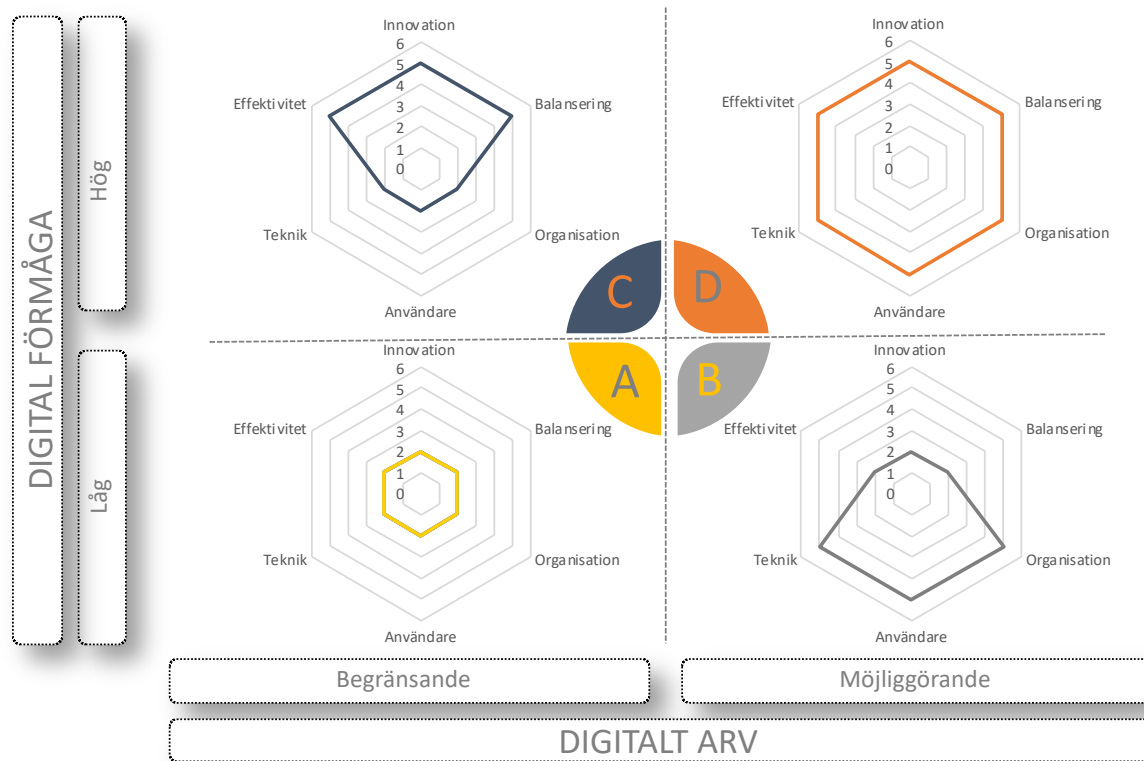 DIGITAL FÖRMÅGA
Hög
Låg
Innovation
6
5
4
3
2
1
0
Effektivitet
Balansering
Teknik
Organisation
Användare
Innovation
6
5
4
3
2
1
0
Effektivitet
Balansering
Teknik
Organisation
Användare
C
D
A
B
Innovation
6
5
4
3
2
1
0
Effektivitet
Balansering
Teknik
Organisation
Användare
Innovation
6
5
4
3
2
1
0
Effektivitet
Balansering
Teknik
Organisation
Användare
Begränsande
Möjliggörande
DIGITALT ARV